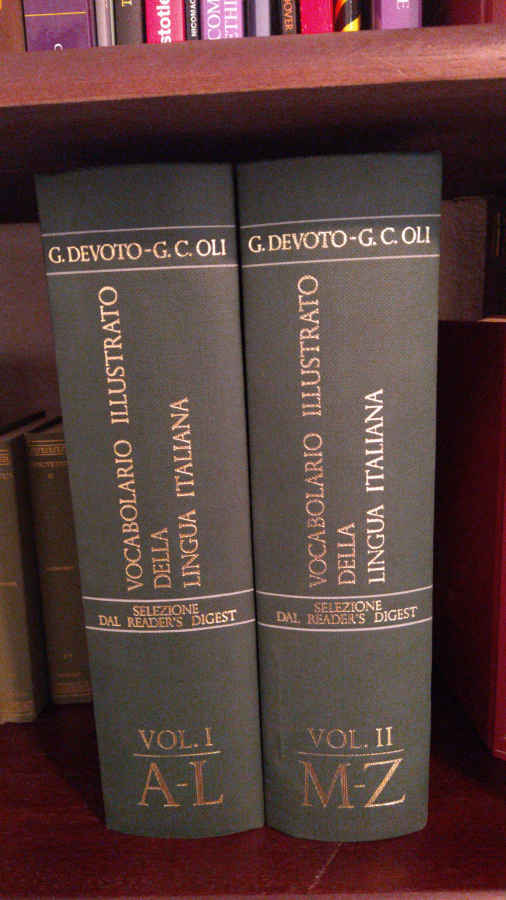 NICOMAC
G. DEVOTO-G. C. OLI
VOCABOLARIO ILLUSTRATO
DELLA
LINGUA ITALIANA
SELEZIONE
DAL READER'S DIGEST
VOL. I
A-L
G. DEVOTO-G. C. OLI
VOCABOLARIO ILLUSTRATO
DELLA
LINGUA ITALIANA
SELEZIONE
DAL READER'S DIGEST
VOL. II
M-Z